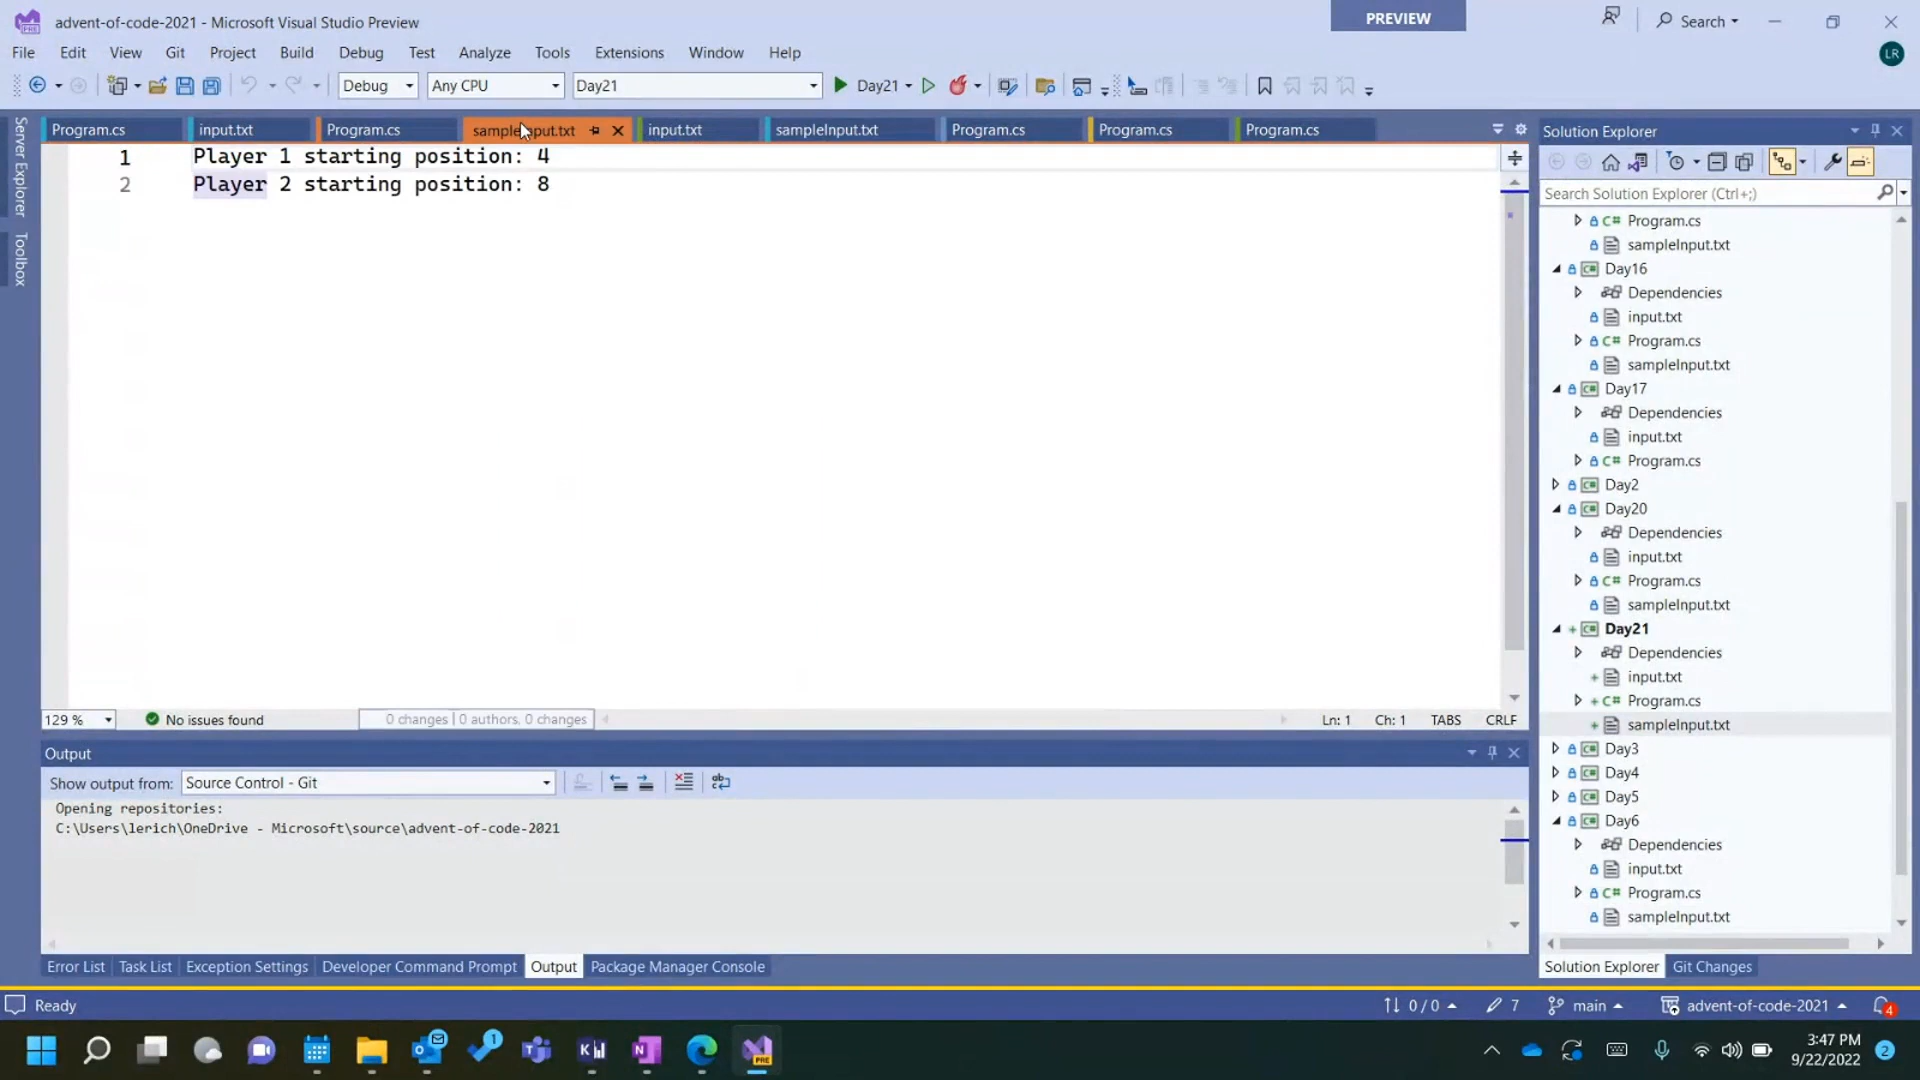 advent-of-code-2021 - Microsoft Visual Studio Preview
PREVIEW
Search
File Edit View Git Project Build Debug Test Analyze Tools Extensions Window Help
LR
Debug Any CPU Day21 Day21
Program.cs input.txt Program.cs sampleInput.txt input.txt sampleInput.txt Program.cs Program.cs Program.cs
Server Explorer
Toolbox
1 Player 1 starting position: 4
2 Player 2 starting position: 8
129 % No issues found 0 changes | 0 authors, 0 changes Ln: 1 Ch: 1 TABS CRLF
Output
Show output from: Source Control - Git
Opening repositories:
C:\Users\lerich\OneDrive - Microsoft\source\advent-of-code-2021
Error List Task List Exception Settings Developer Command Prompt Output Package Manager Console
Solution Explorer
Search Solution Explorer (Ctrl+;)
C# Program.cs
sampleInput.txt
C# Day16
Dependencies
input.txt
C# Program.cs
sampleInput.txt
C# Day17
Dependencies
input.txt
C# Program.cs
C# Day2
C# Day20
Dependencies
input.txt
C# Program.cs
sampleInput.txt
C# Day21
Dependencies
input.txt
C# Program.cs
sampleInput.txt
C# Day3
C# Day4
C# Day5
C# Day6
Dependencies
input.txt
C# Program.cs
sampleInput.txt
Solution Explorer Git Changes
Ready 0 / 0 7 main advent-of-code-2021 4
1
PRE
3:47 PM
9/22/2022
2